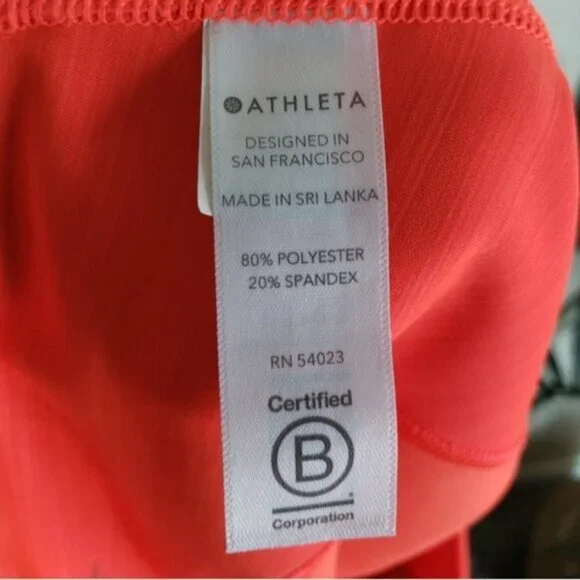 ATHLETA
DESIGNED IN
SAN FRANCISCO
MADE IN SRI LANKA
80% POLYESTER
20% SPANDEX
RN 54023
Certified
B
Corporation